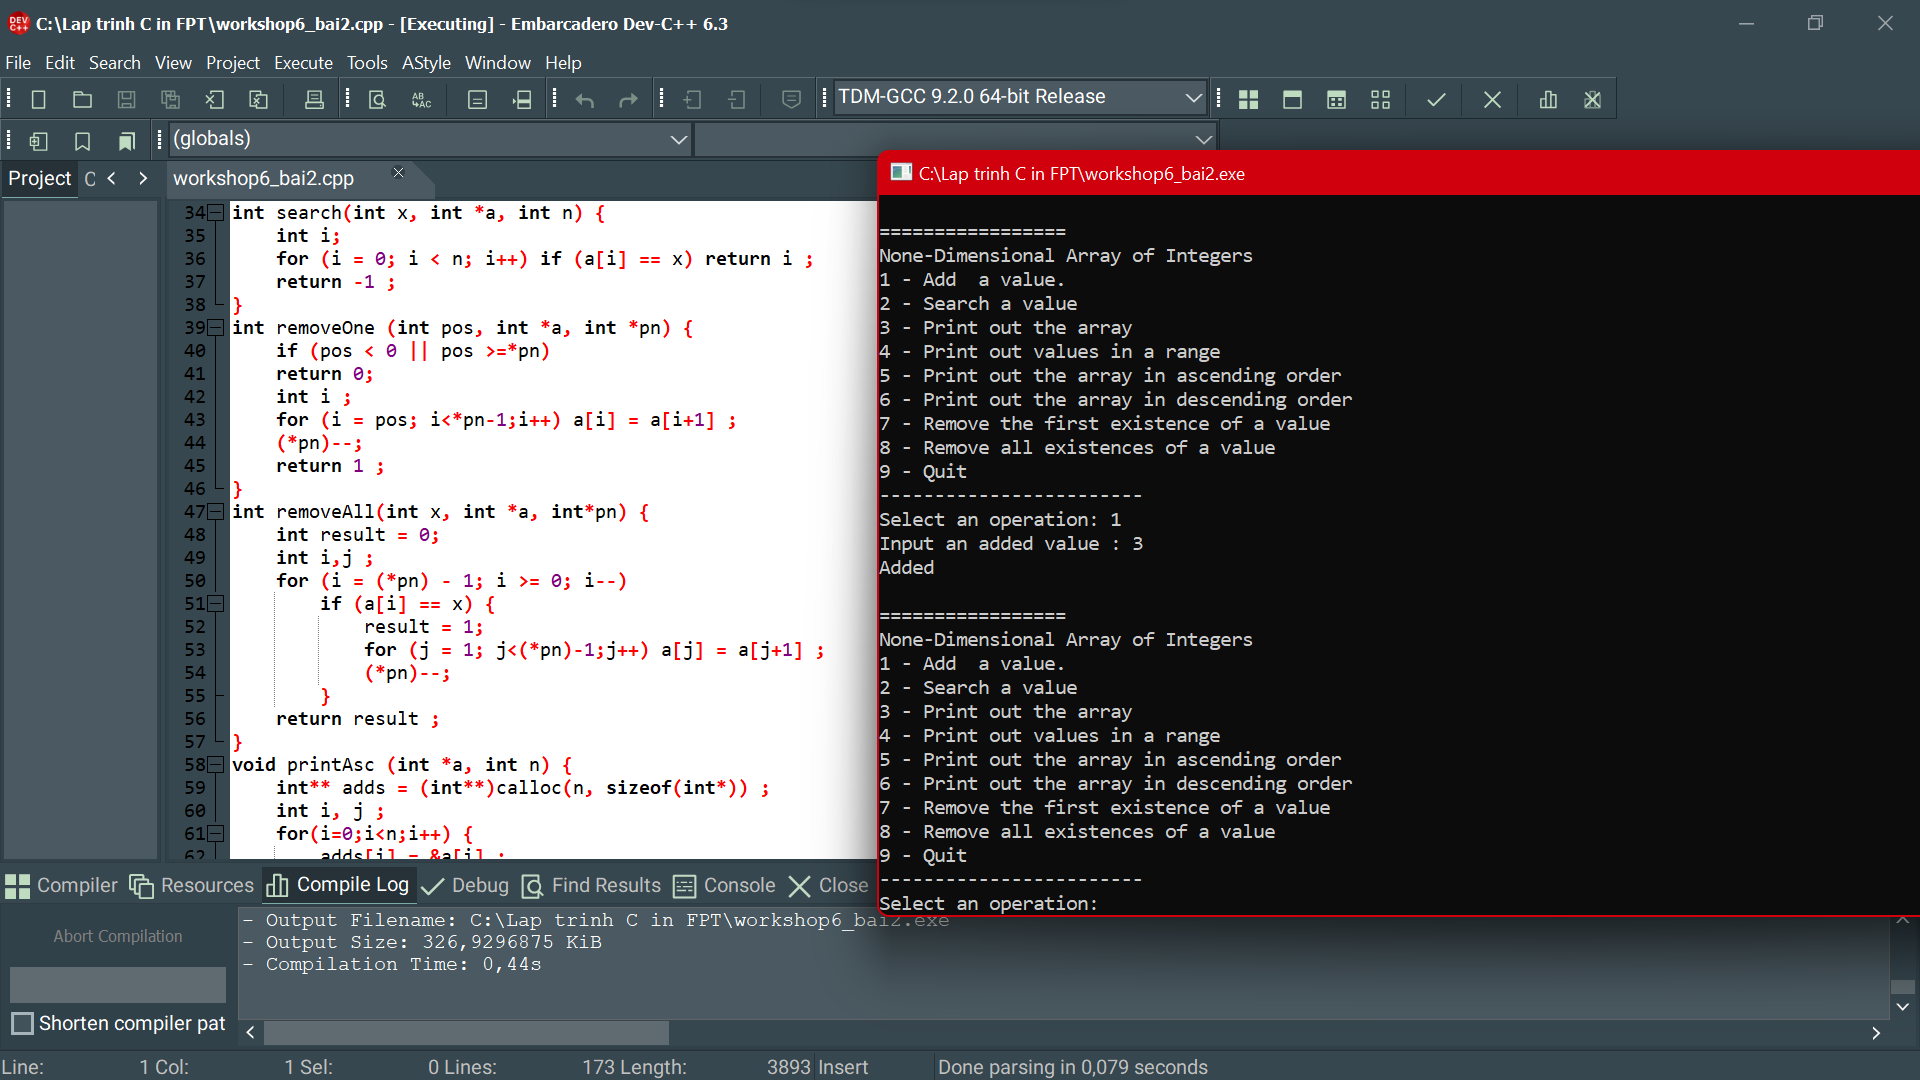 C:\Lap trinh C in FPT\workshop6_bai2.cpp - [Executing] - Embarcadero Dev-C++ 6.3
File Edit Search View Project Execute Tools AStyle Window Help
TDM-GCC 9.2.0 64-bit Release
(globals)
Project
workshop6_bai2.cpp
34 int search(int x, int *a, int n) {
35 int i;
36 for (i = 0; i < n; i++) if (a[i] == x) return i ;
37 return -1 ;
38 }
39 int removeOne (int pos, int *a, int *pn) {
40 if (pos < 0 || pos >=*pn)
41 return 0;
42 int i ;
43 for (i = pos; i<*pn-1;i++) a[i] = a[i+1] ;
44 (*pn)--;
45 return 1 ;
46 }
47 int removeAll(int x, int *a, int*pn) {
48 int result = 0;
49 int i,j ;
50 for (i = (*pn) - 1; i >= 0; i--)
51 if (a[i] == x) {
52 result = 1;
53 for (j = 1; j<(*pn)-1;j++) a[j] = a[j+1] ;
54 (*pn)--;
55 }
56 return result ;
57 }
58 void printAsc (int *a, int n) {
59 int** adds = (int**)calloc(n, sizeof(int*)) ;
60 int i, j ;
61 for(i=0;i<n;i++) {
62 adds[i] = &a[i] ;
C:\Lap trinh C in FPT\workshop6_bai2.exe
=================
None-Dimensional Array of Integers
1 - Add  a value.
2 - Search a value
3 - Print out the array
4 - Print out values in a range
5 - Print out the array in ascending order
6 - Print out the array in descending order
7 - Remove the first existence of a value
8 - Remove all existences of a value
9 - Quit
------------------------
Select an operation: 1
Input an added value : 3
Added
=================
None-Dimensional Array of Integers
1 - Add  a value.
2 - Search a value
3 - Print out the array
4 - Print out values in a range
5 - Print out the array in ascending order
6 - Print out the array in descending order
7 - Remove the first existence of a value
8 - Remove all existences of a value
9 - Quit
------------------------
Select an operation:
Compiler Resources Compile Log Debug Find Results Console Close
Abort Compilation
Shorten compiler pat
- Output Filename: C:\Lap trinh C in FPT\workshop6_bai2.exe
- Output Size: 326,9296875 KiB
- Compilation Time: 0,44s
Line: 1 Col: 1 Sel: 0 Lines: 173 Length: 3893 Insert Done parsing in 0,079 seconds